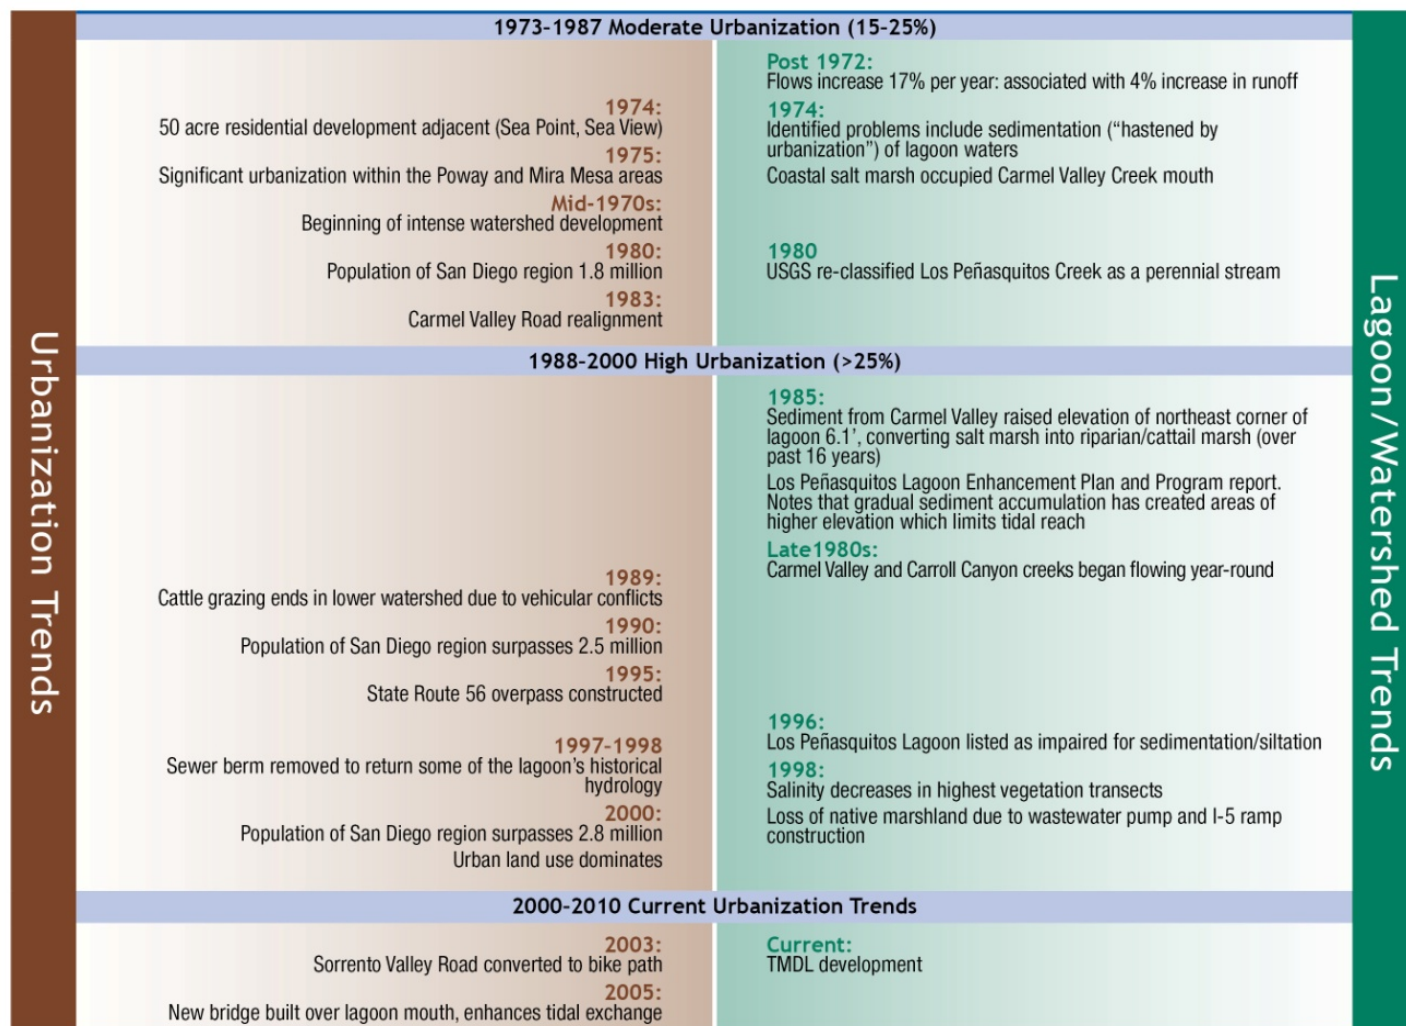 Urbanization Trends
Lagoon/Watershed Trends
1973-1987 Moderate Urbanization (15-25%)
1974:
50 acre residential development adjacent (Sea Point, Sea View)
1975:
Significant urbanization within the Poway and Mira Mesa areas
Mid-1970s:
Beginning of intense watershed development
1980:
Population of San Diego region 1.8 million
1983:
Carmel Valley Road realignment
Post 1972:
Flows increase 17% per year: associated with 4% increase in runoff
1974:
Identified problems include sedimentation (“hastened by
urbanization”) of lagoon waters
Coastal salt marsh occupied Carmel Valley Creek mouth
1980
USGS re-classified Los Peñasquitos Creek as a perennial stream
1988-2000 High Urbanization (>25%)
1989:
Cattle grazing ends in lower watershed due to vehicular conflicts
1990:
Population of San Diego region surpasses 2.5 million
1995:
State Route 56 overpass constructed
1997-1998
Sewer berm removed to return some of the lagoon’s historical
hydrology
2000:
Population of San Diego region surpasses 2.8 million
Urban land use dominates
1985:
Sediment from Carmel Valley raised elevation of northeast corner of
lagoon 6.1’, converting salt marsh into riparian/cattail marsh (over
past 16 years)
Los Peñasquitos Lagoon Enhancement Plan and Program report.
Notes that gradual sediment accumulation has created areas of
higher elevation which limits tidal reach
Late1980s:
Carmel Valley and Carroll Canyon creeks began flowing year-round
1996:
Los Peñasquitos Lagoon listed as impaired for sedimentation/siltation
1998:
Salinity decreases in highest vegetation transects
Loss of native marshland due to wastewater pump and I-5 ramp
construction
2000-2010 Current Urbanization Trends
2003:
Sorrento Valley Road converted to bike path
2005:
New bridge built over lagoon mouth, enhances tidal exchange
Current:
TMDL development